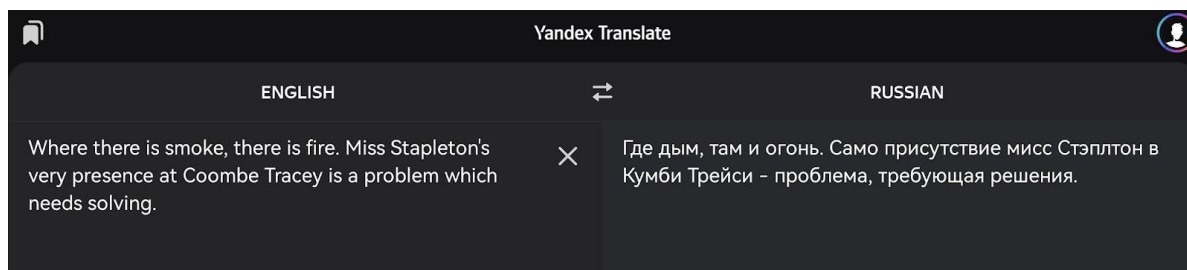 Yandex Translate
ENGLISH
RUSSIAN
Where there is smoke, there is fire. Miss Stapleton's
very presence at Coombe Tracey is a problem which
needs solving.
Где дым, там и огонь. Само присутствие мисс Стэплтон в
Кумби Трейси - проблема, требующая решения.